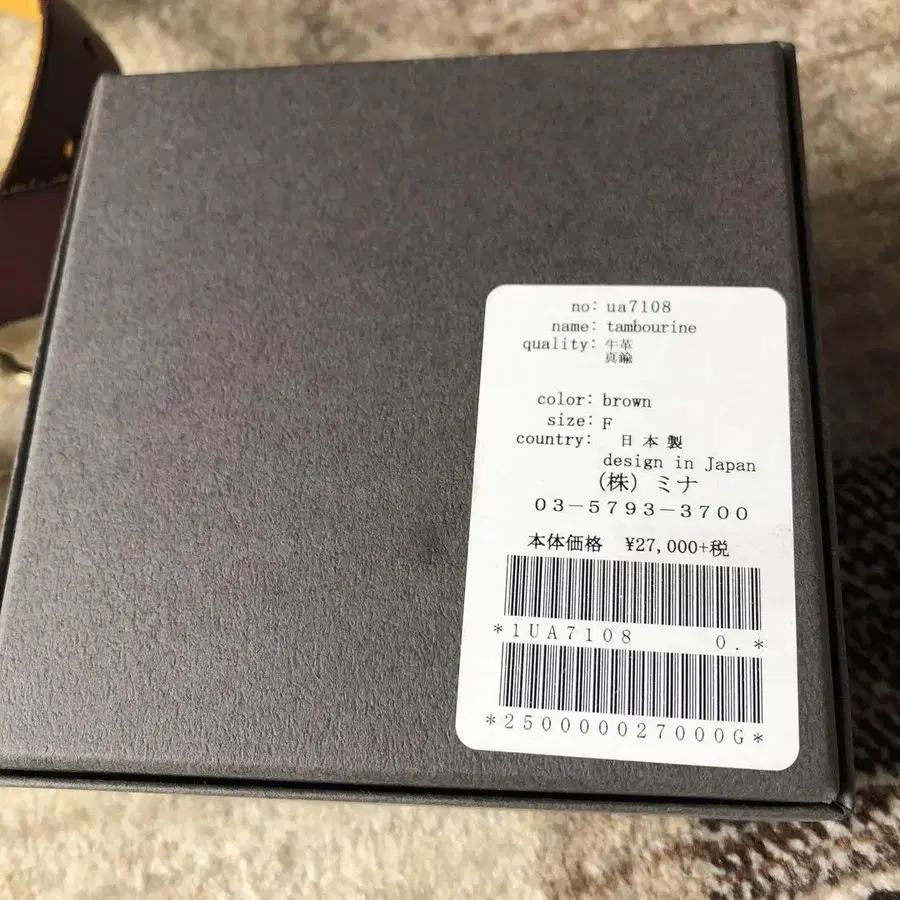 no: ua7108
name: tambourine
quality: 牛革
真鍮
color: brown
size: F
country: 日本製
design in Japan
(株) ミナ
03-5793-3700
本体価格 ¥27,000+税
*1UA7108 0.*
*250000027000G*